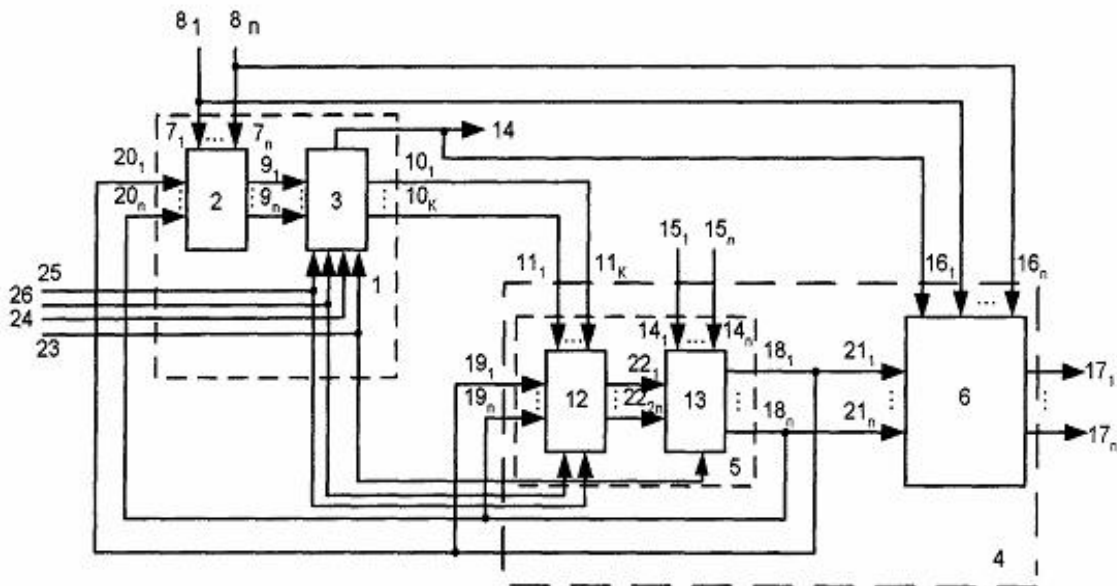 8₁ 8ₙ
7₁ ... 7ₙ
14
20₁ 9₁ 10₁
20ₙ 2 9ₙ 3 10ₖ
15₁ 15ₙ
25 11₁ 11ₖ 16₁ ... 16ₙ
26 1
24
23
... 14₁ ... 14ₙ
19₁ 22₁ 18₁ 21₁ 17₁
12 13 6
19ₙ 22₂ₙ 18ₙ 21ₙ 17ₙ
5
4